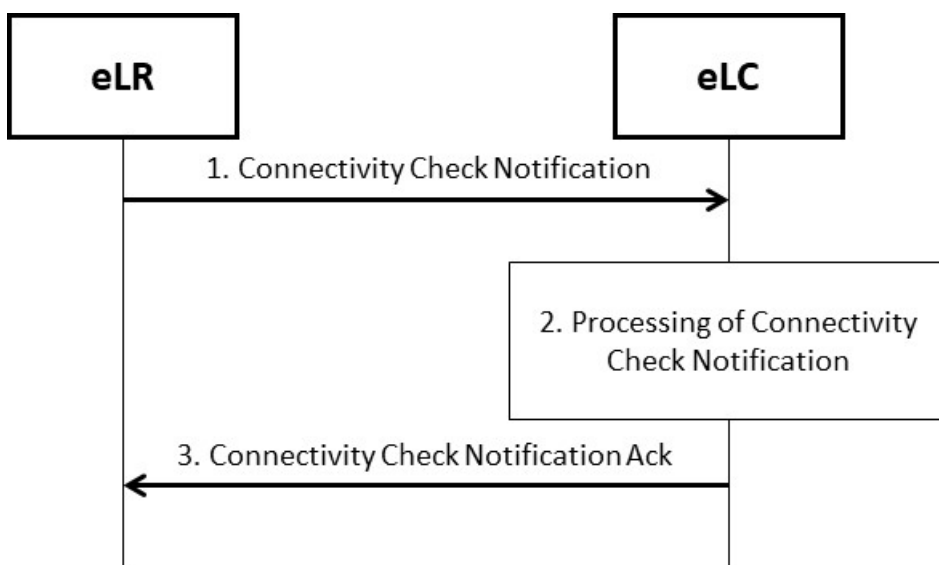 eLR
eLC
1. Connectivity Check Notification
2. Processing of Connectivity
Check Notification
3. Connectivity Check Notification Ack